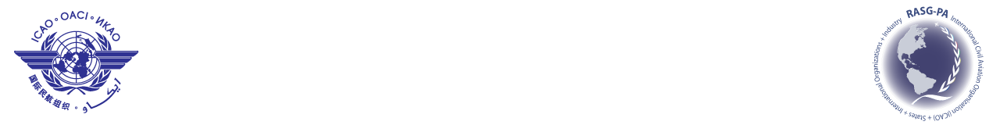 ICAO ° OACI ° ИКАО
国际民航组织 ° ايكاو
RASG-PA
International Civil Aviation Organization (ICAO) + States + International Organizations + Industry